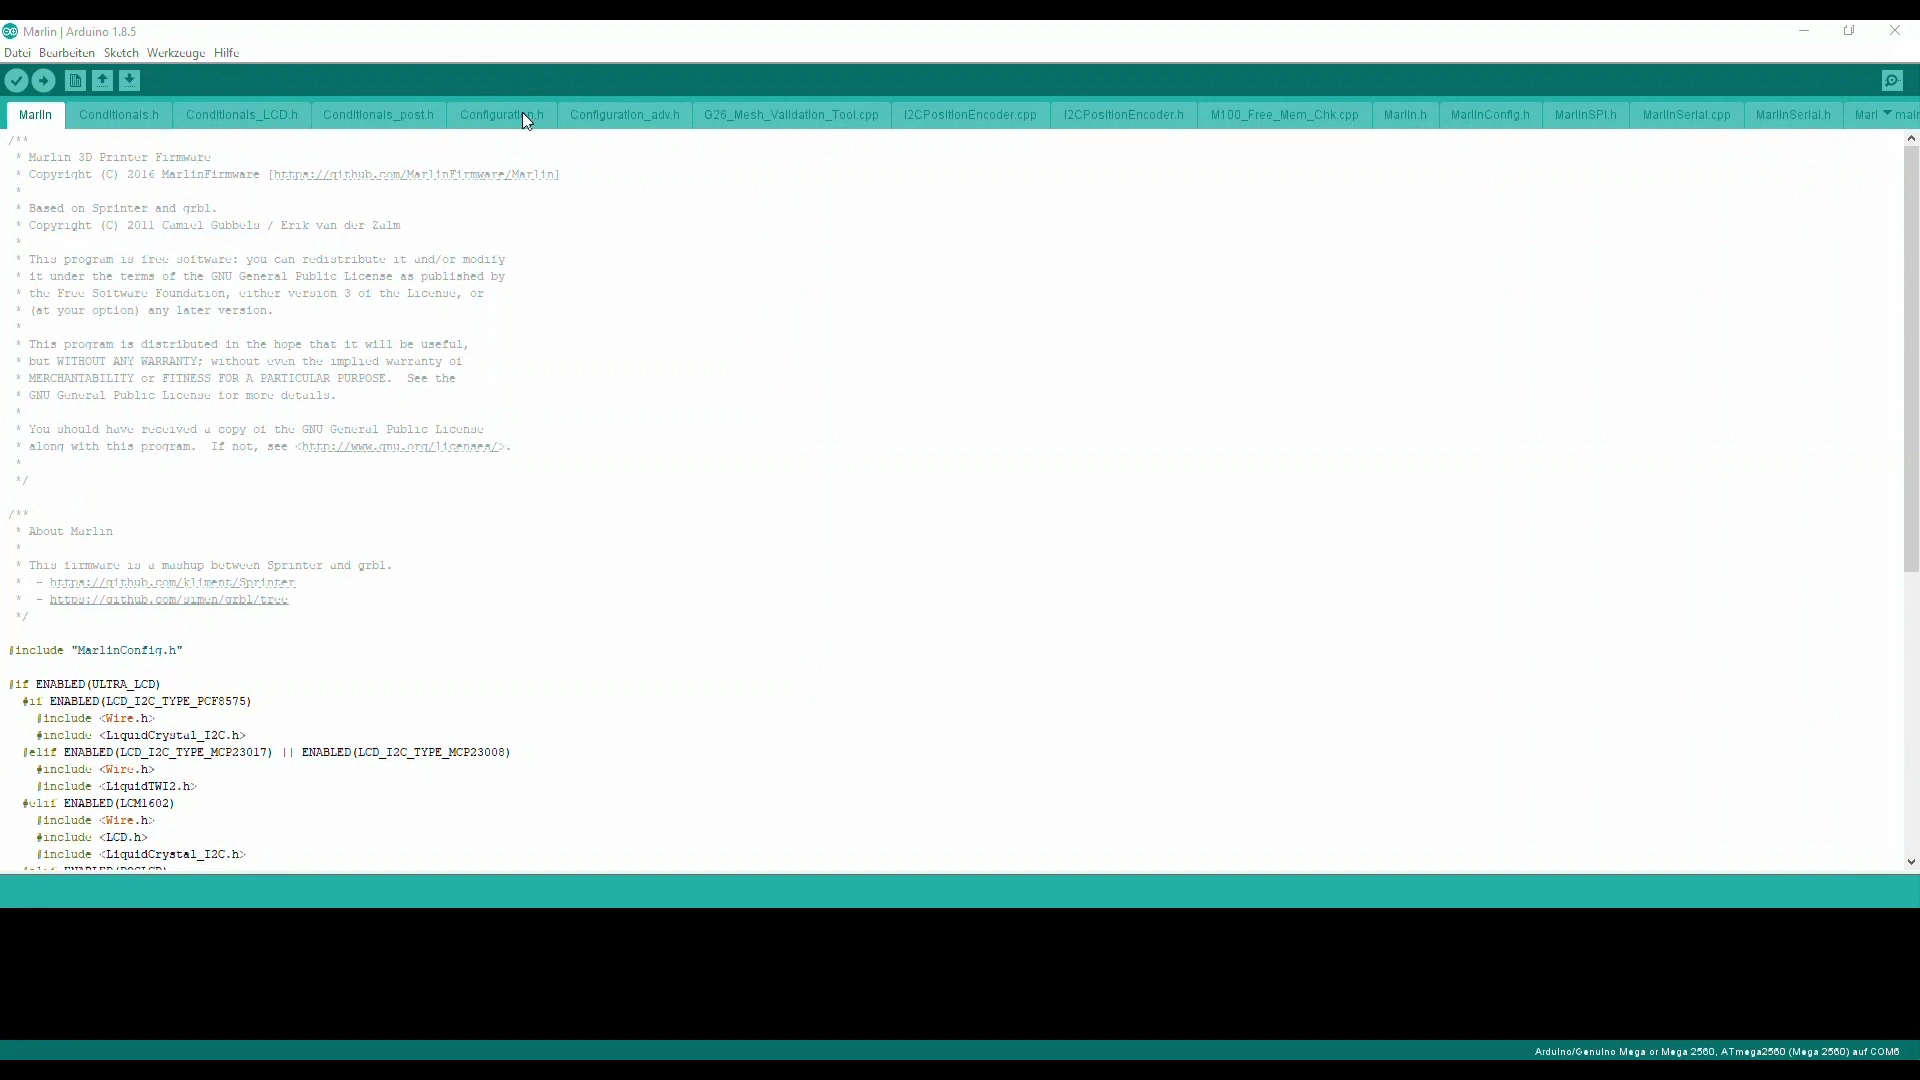 Marlin | Arduino 1.8.5
Datei Bearbeiten Sketch Werkzeuge Hilfe
Marlin Conditionals.h Conditionals_LCD.h Conditionals_post.h Configuration.h Configuration_adv.h G26_Mesh_Validation_Tool.cpp I2CPositionEncoder.cpp I2CPositionEncoder.h M100_Free_Mem_Chk.cpp Marlin.h MarlinConfig.h MarlinSPI.h MarlinSerial.cpp MarlinSerial.h
/**
* Marlin 3D Printer Firmware
* Copyright (C) 2016 MarlinFirmware [https://github.com/MarlinFirmware/Marlin]
*
* Based on Sprinter and grbl.
* Copyright (C) 2011 Camiel Gubbels / Erik van der Zalm
*
* This program is free software: you can redistribute it and/or modify
* it under the terms of the GNU General Public License as published by
* the Free Software Foundation, either version 3 of the License, or
* (at your option) any later version.
*
* This program is distributed in the hope that it will be useful,
* but WITHOUT ANY WARRANTY; without even the implied warranty of
* MERCHANTABILITY or FITNESS FOR A PARTICULAR PURPOSE.  See the
* GNU General Public License for more details.
*
* You should have received a copy of the GNU General Public License
* along with this program.  If not, see <http://www.gnu.org/licenses/>.
*
*/
/**
* About Marlin
*
* This firmware is a mashup between Sprinter and grbl.
*  - https://github.com/kliment/Sprinter
*  - https://github.com/simen/grbl/tree
*/
#include "MarlinConfig.h"
#if ENABLED(ULTRA_LCD)
#if ENABLED(LCD_I2C_TYPE_PCF8575)
#include <Wire.h>
#include <LiquidCrystal_I2C.h>
#elif ENABLED(LCD_I2C_TYPE_MCP23017) || ENABLED(LCD_I2C_TYPE_MCP23008)
#include <Wire.h>
#include <LiquidTWI2.h>
#elif ENABLED(LCM1602)
#include <Wire.h>
#include <LCD.h>
#include <LiquidCrystal_I2C.h>
Arduino/Genuino Mega or Mega 2560, ATmega2560 (Mega 2560) auf COM6